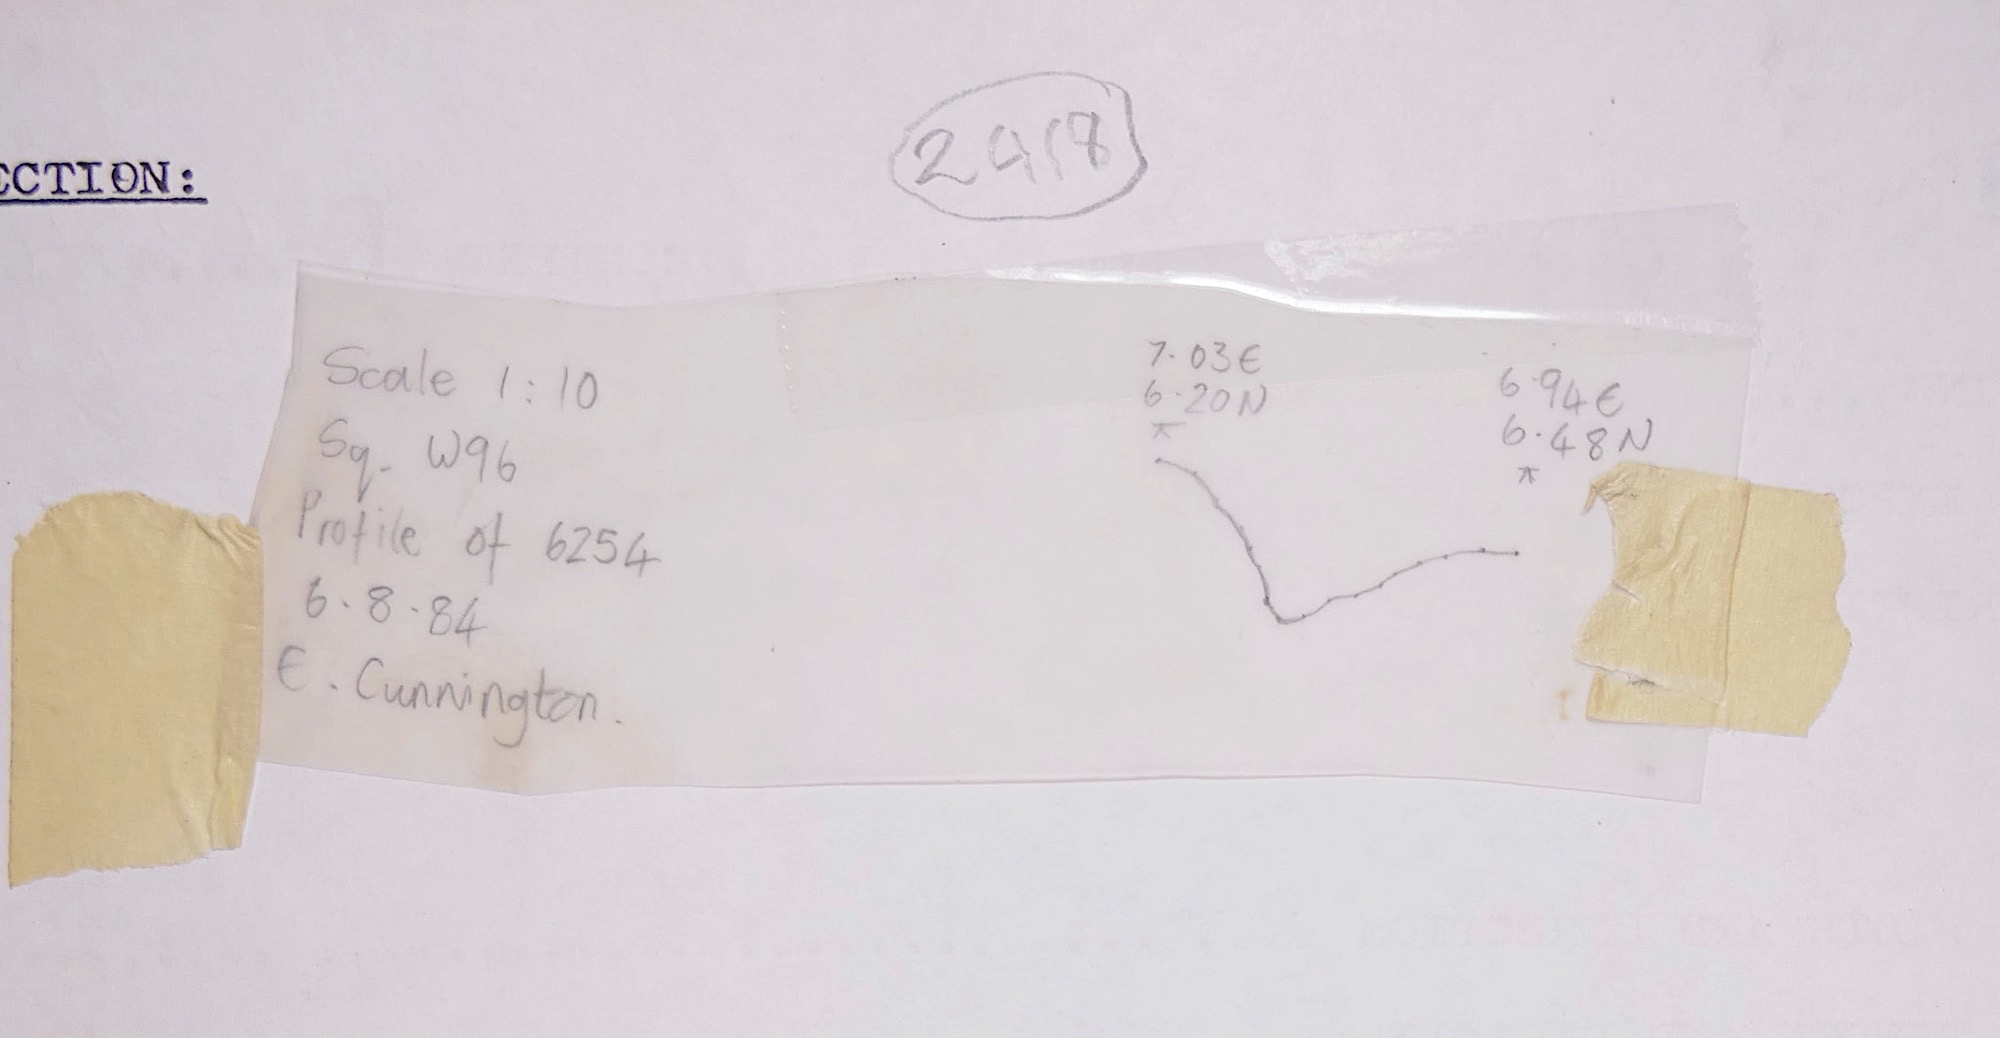 2418
ECTION:
Scale 1:10
Sq. W96
Profile of 6254
6.8.84
E. Cunnington.
7.03E
6.20N
6.94E
6.48N